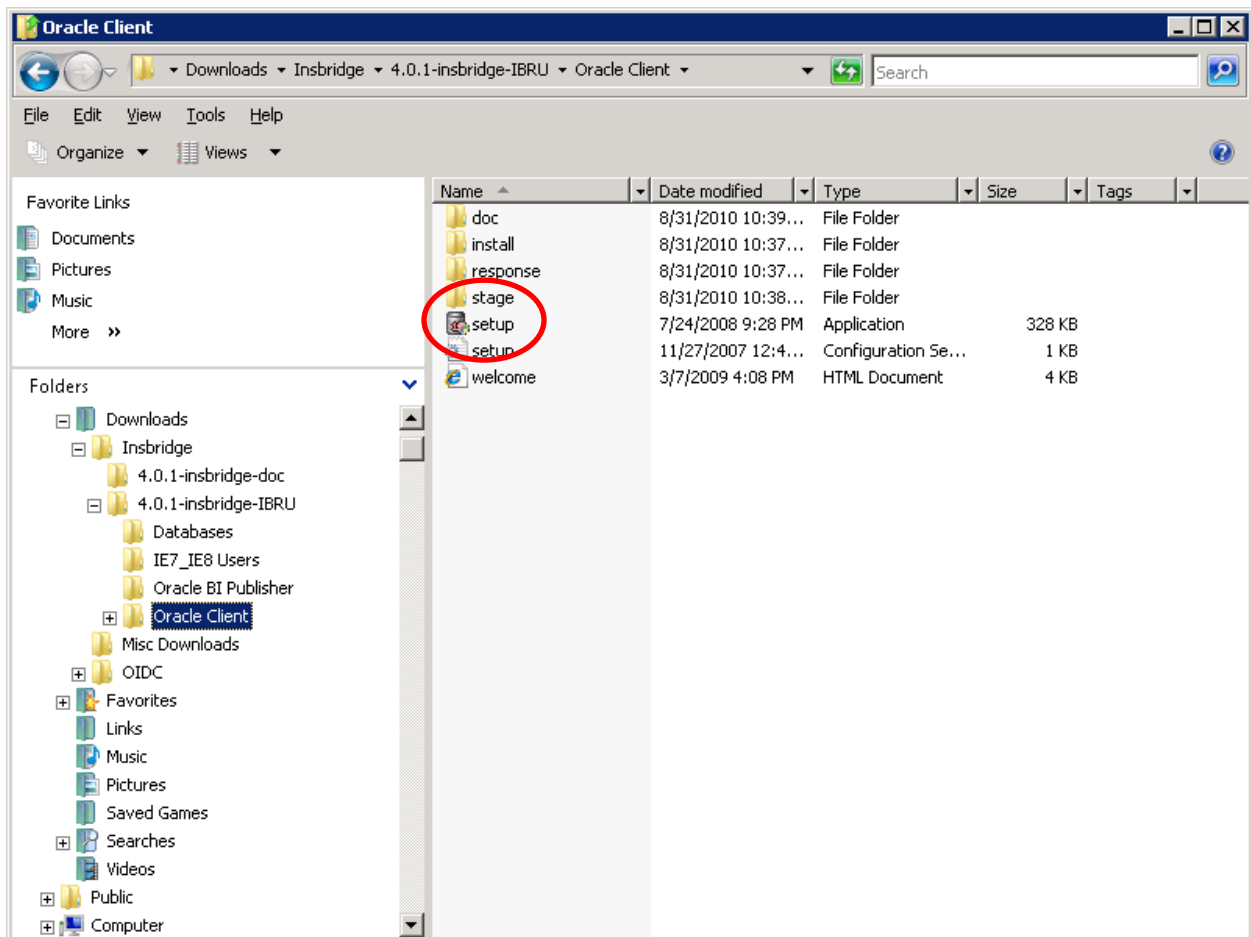 Oracle Client
Downloads Insbridge 4.0.1-insbridge-IBRU Oracle Client Search
File Edit View Tools Help
Organize Views
Favorite Links
Documents
Pictures
Music
More >>
Folders
Downloads
Insbridge
4.0.1-insbridge-doc
4.0.1-insbridge-IBRU
Databases
IE7_IE8 Users
Oracle BI Publisher
Oracle Client
Misc Downloads
OIDC
Favorites
Links
Music
Pictures
Saved Games
Searches
Videos
Public
Computer
Name Date modified Type Size Tags
doc 8/31/2010 10:39... File Folder
install 8/31/2010 10:37... File Folder
response 8/31/2010 10:37... File Folder
stage 8/31/2010 10:38... File Folder
setup 7/24/2008 9:28 PM Application 328 KB
setup 11/27/2007 12:4... Configuration Se... 1 KB
welcome 3/7/2009 4:08 PM HTML Document 4 KB